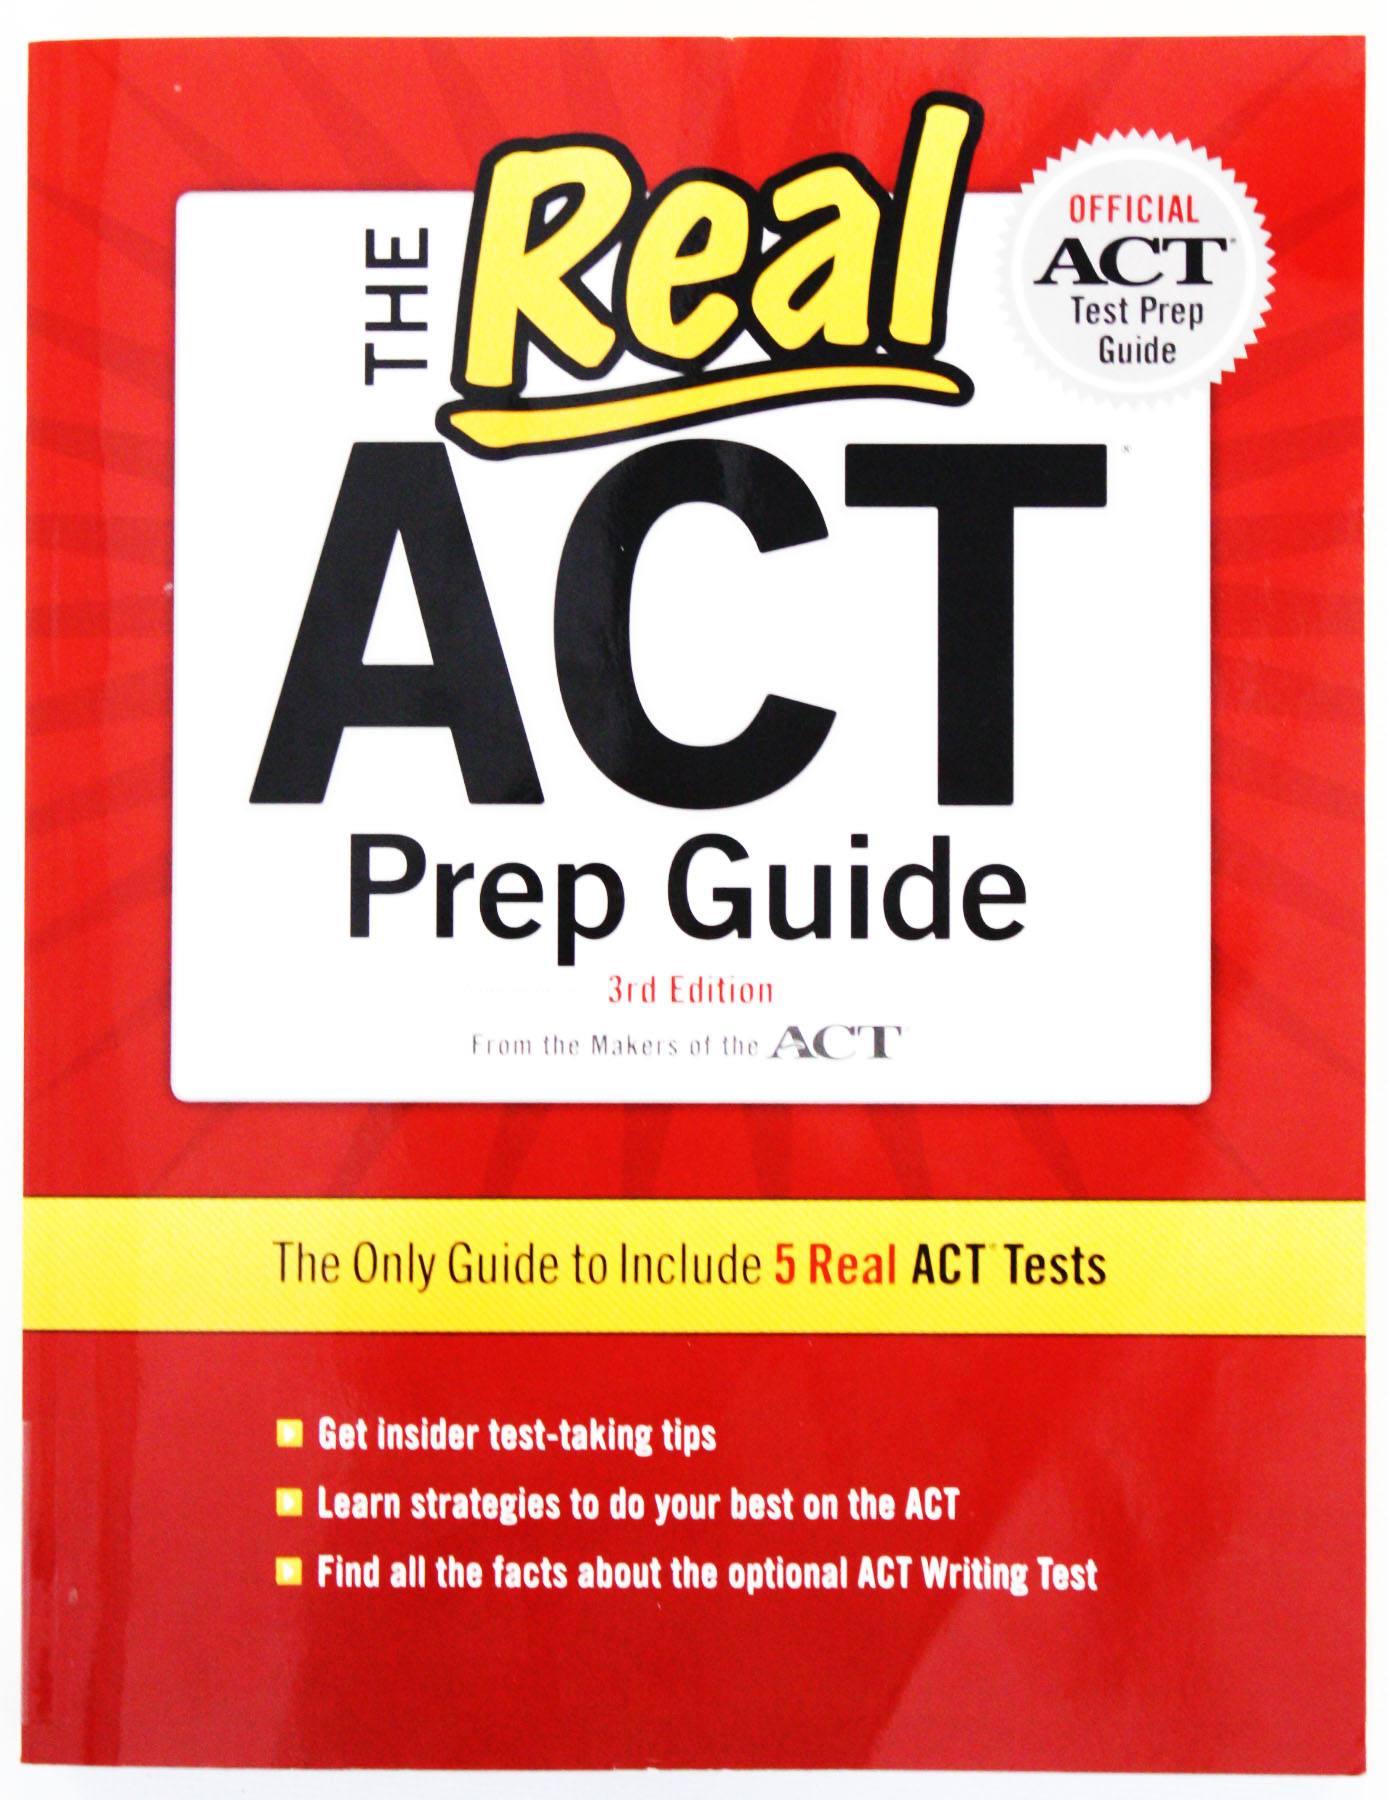 THE Real
ACT®
Prep Guide
3rd Edition
From the Makers of the ACT
OFFICIAL
ACT®
Test Prep
Guide
The Only Guide to Include 5 Real ACT® Tests
Get insider test-taking tips
Learn strategies to do your best on the ACT
Find all the facts about the optional ACT Writing Test